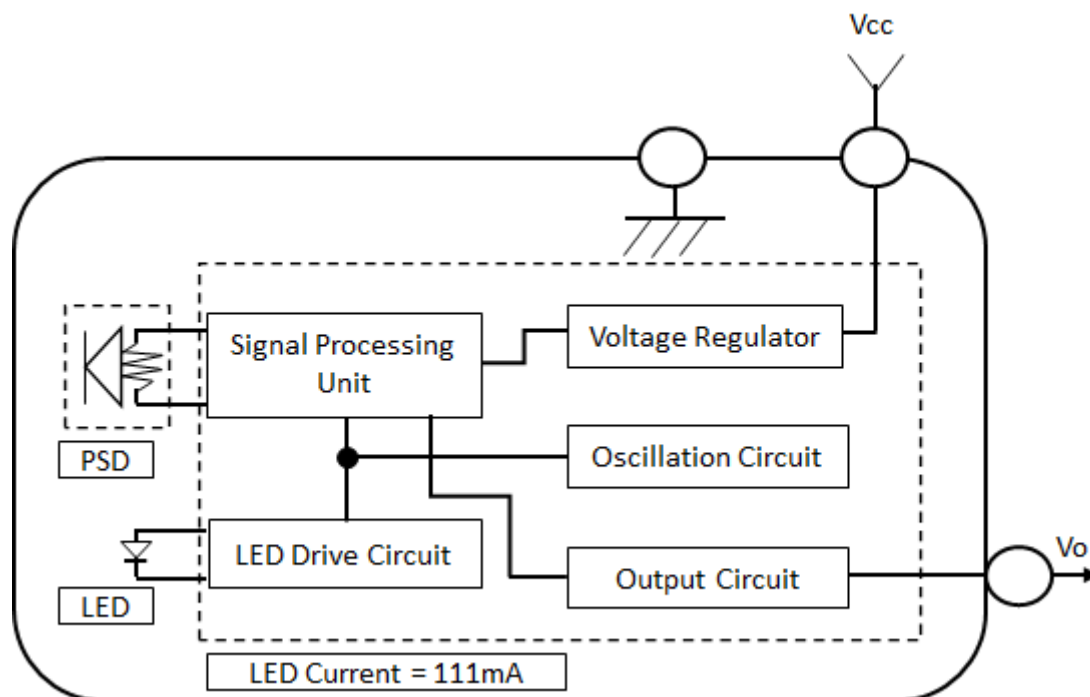 Vcc
Signal Processing
Unit
Voltage Regulator
PSD
Oscillation Circuit
LED Drive Circuit
Vo
Output Circuit
LED
LED Current = 111mA